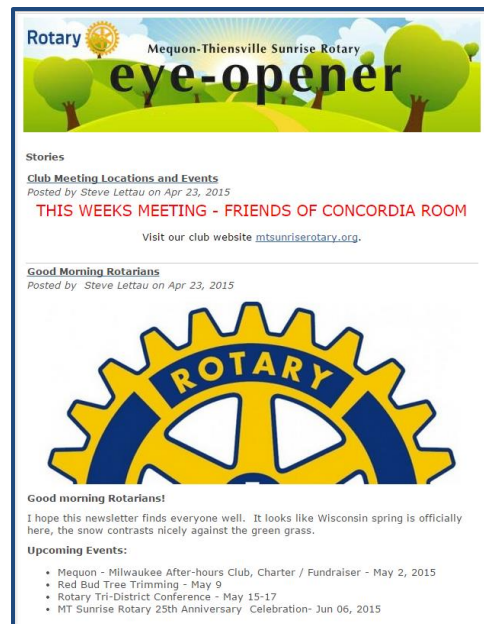 Rotary
Mequon-Thiensville Sunrise Rotary
eye-opener
Stories
Club Meeting Locations and Events
Posted by Steve Lettau on Apr 23, 2015
THIS WEEKS MEETING - FRIENDS OF CONCORDIA ROOM
Visit our club website mtsunriserotary.org.
Good Morning Rotarians
Posted by Steve Lettau on Apr 23, 2015
ROTARY
Good morning Rotarians!
I hope this newsletter finds everyone well. It looks like Wisconsin spring is officially
here, the snow contrasts nicely against the green grass.
Upcoming Events:
• Mequon - Milwaukee After-hours Club, Charter / Fundraiser - May 2, 2015
• Red Bud Tree Trimming - May 9
• Rotary Tri-District Conference - May 15-17
• MT Sunrise Rotary 25th Anniversary Celebration- Jun 06, 2015